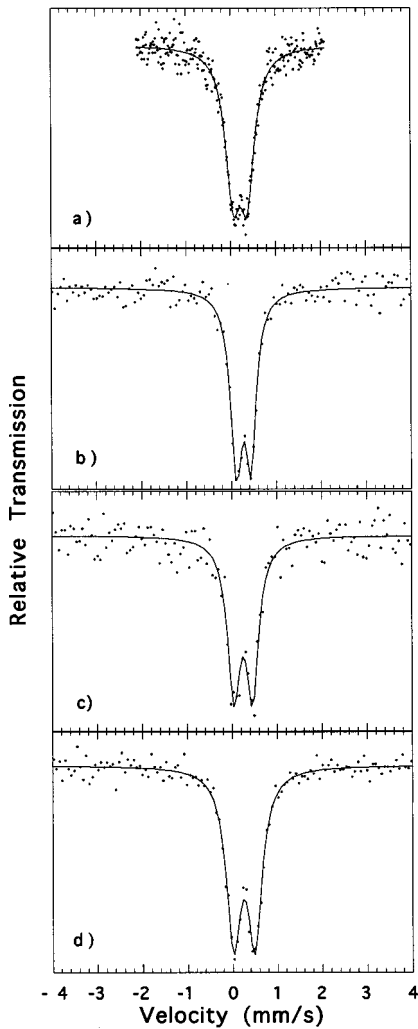 a)
b)
c)
d)
Relative Transmission
- 4 -3 -2 -1 0 1 2 3 4
Velocity (mm/s)